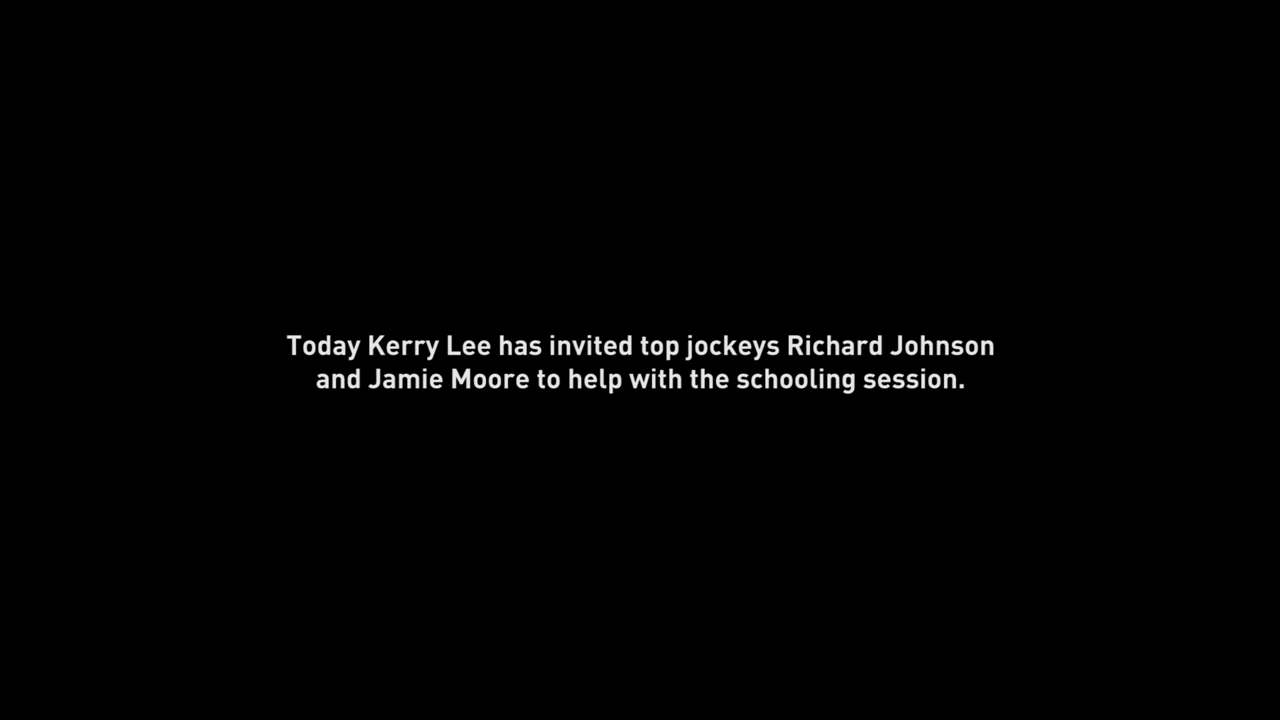 Today Kerry Lee has invited top jockeys Richard Johnson
and Jamie Moore to help with the schooling session.